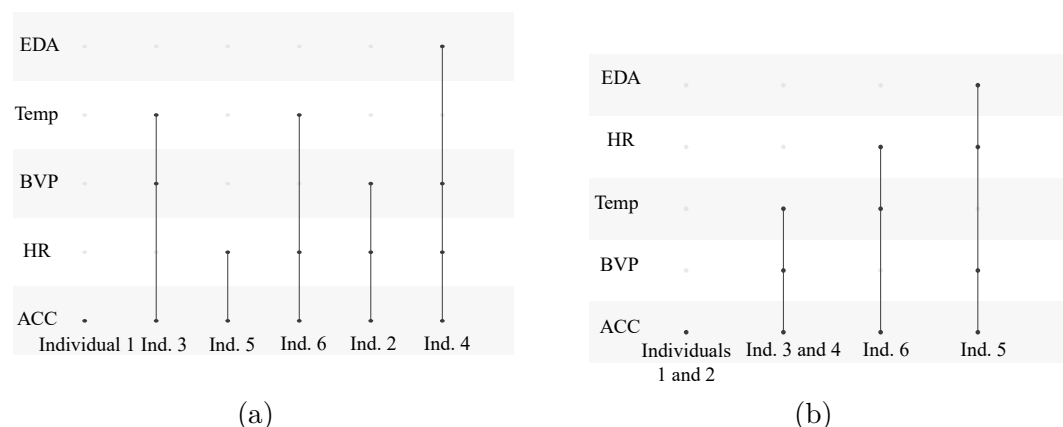 EDA
Temp
BVP
HR
ACC
Individual 1 Ind. 3 Ind. 5 Ind. 6 Ind. 2 Ind. 4
(a)
EDA
HR
Temp
BVP
ACC
Individuals Ind. 3 and 4 Ind. 6 Ind. 5
1 and 2
(b)